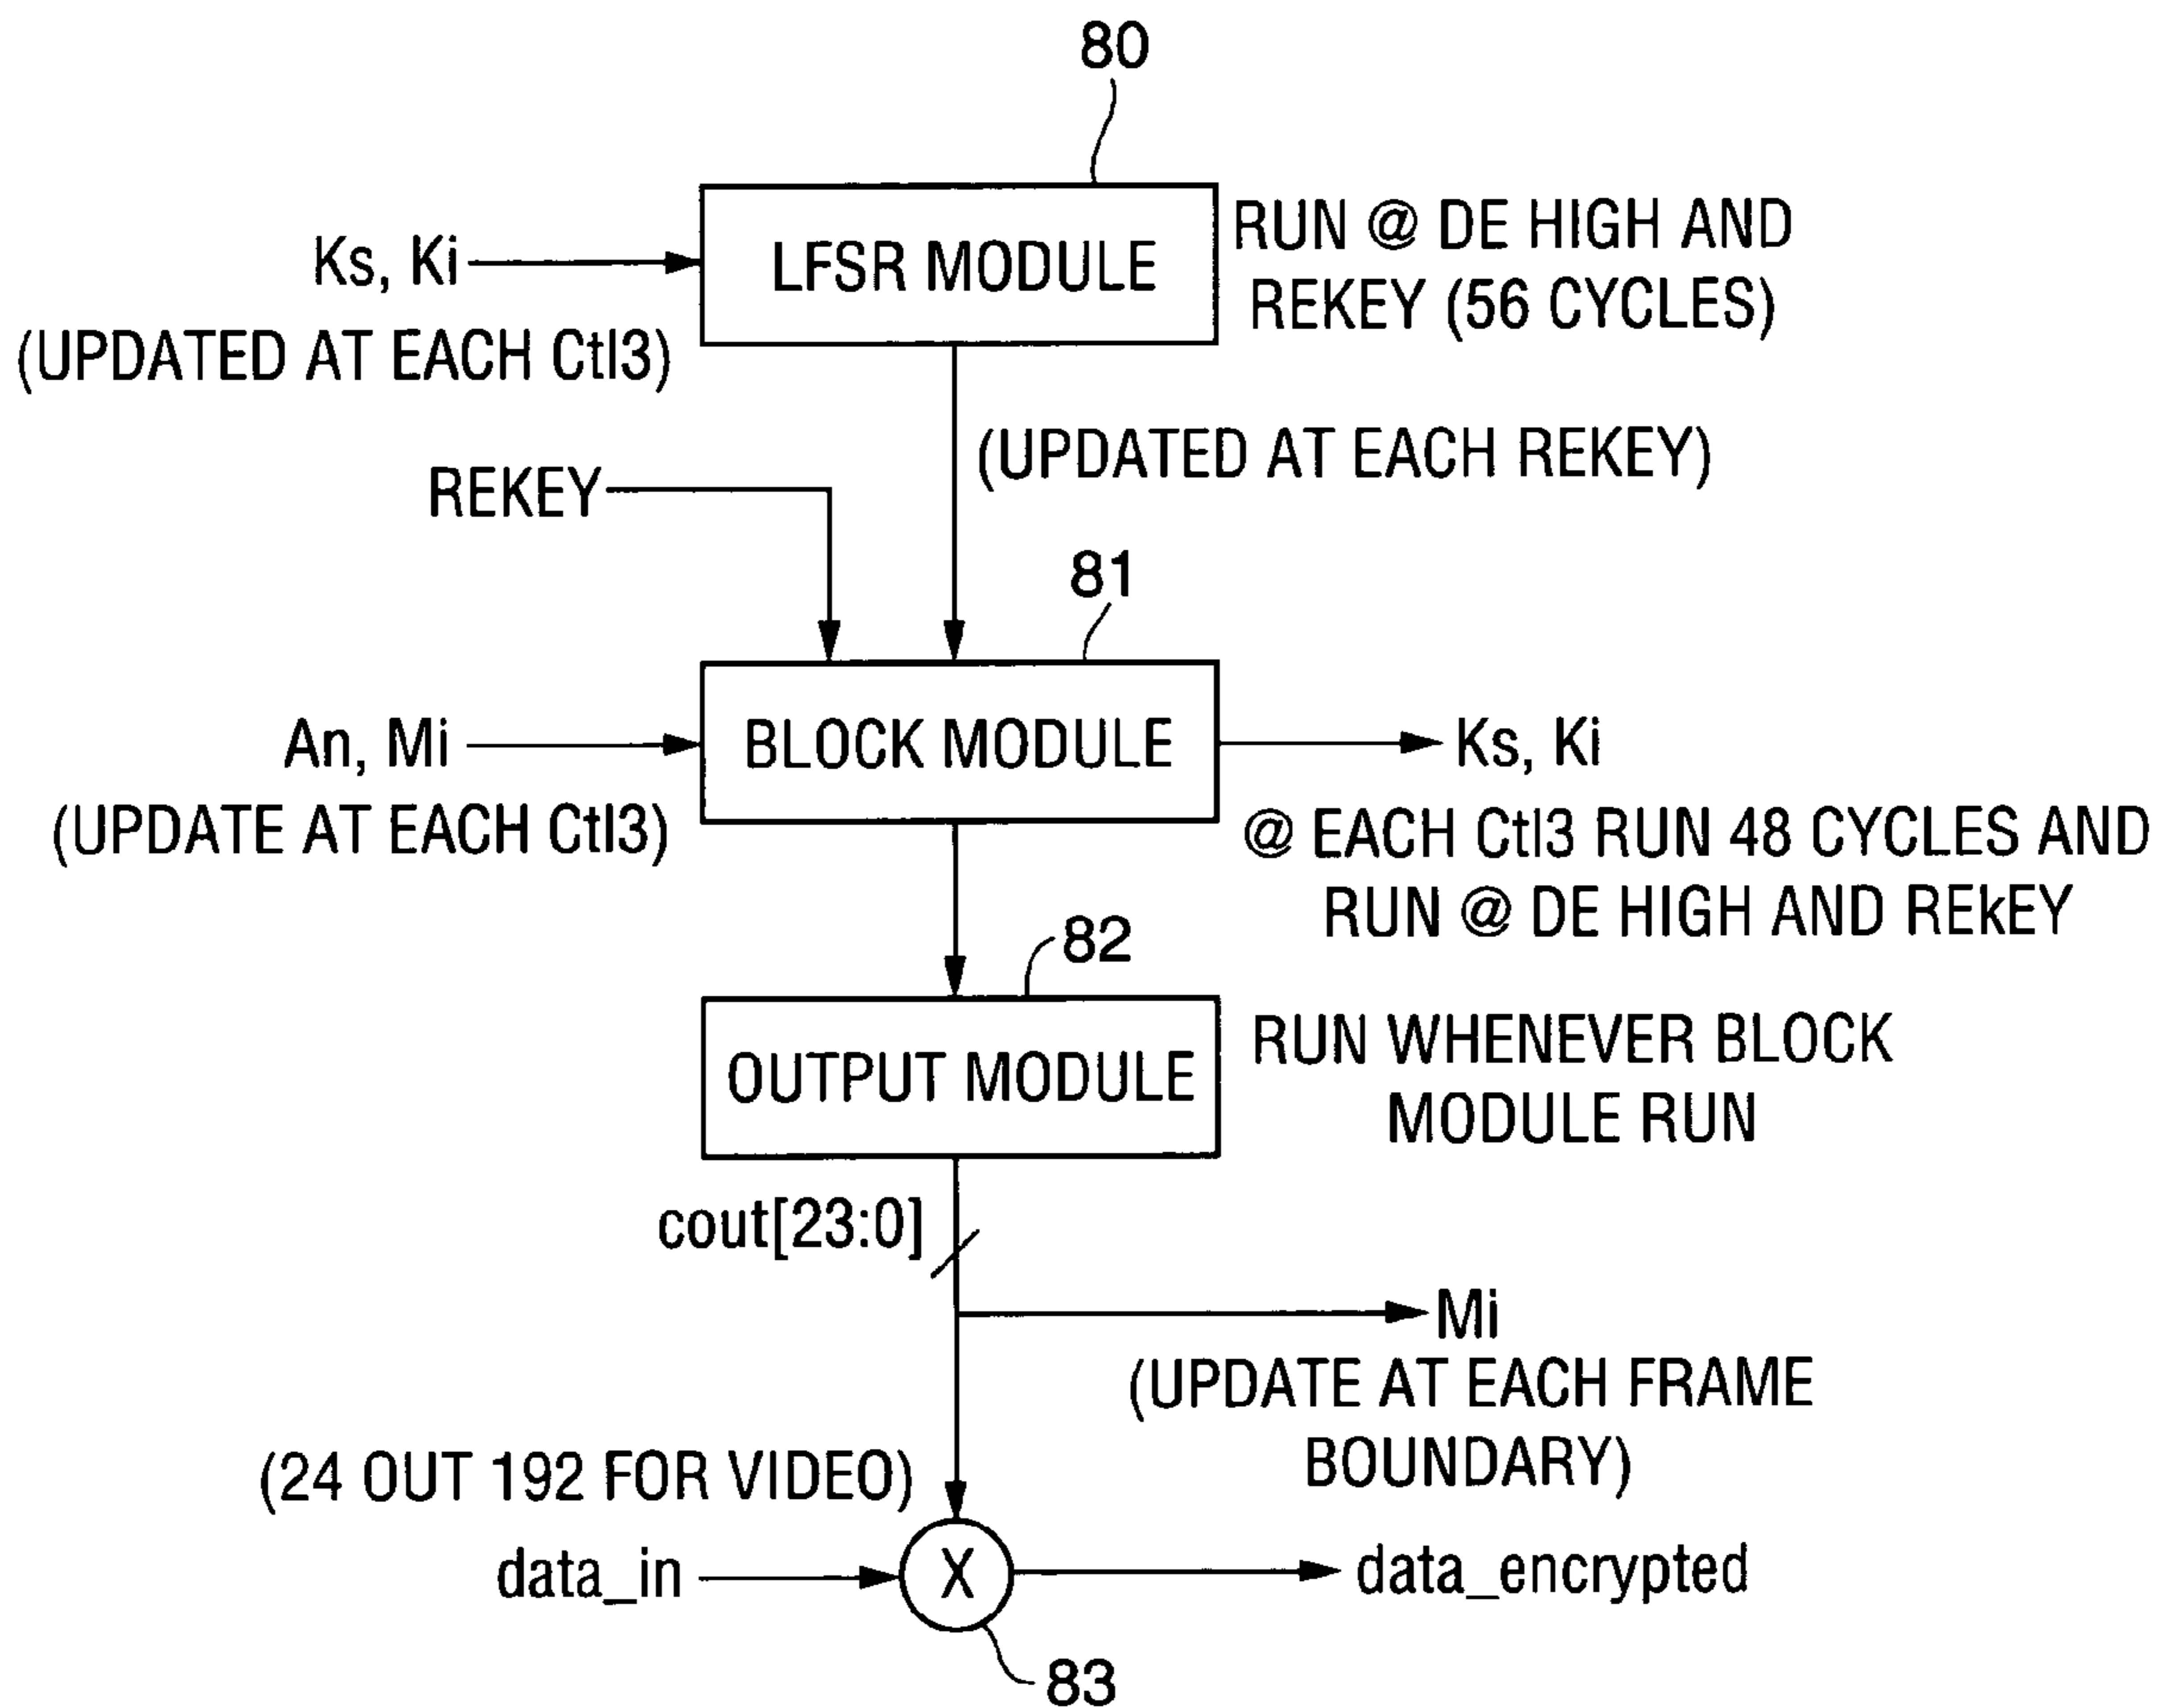 80
Ks, Ki
(UPDATED AT EACH Ctl3)
LFSR MODULE
RUN @ DE HIGH AND
REKEY (56 CYCLES)
(UPDATED AT EACH REKEY)
REKEY
81
An, Mi
(UPDATE AT EACH Ctl3)
BLOCK MODULE
Ks, Ki
@ EACH Ctl3 RUN 48 CYCLES AND
RUN @ DE HIGH AND REkEY
82
OUTPUT MODULE
RUN WHENEVER BLOCK
MODULE RUN
cout[23:0]
Mi
(UPDATE AT EACH FRAME
BOUNDARY)
(24 OUT 192 FOR VIDEO)
data_in
X
data_encrypted
83